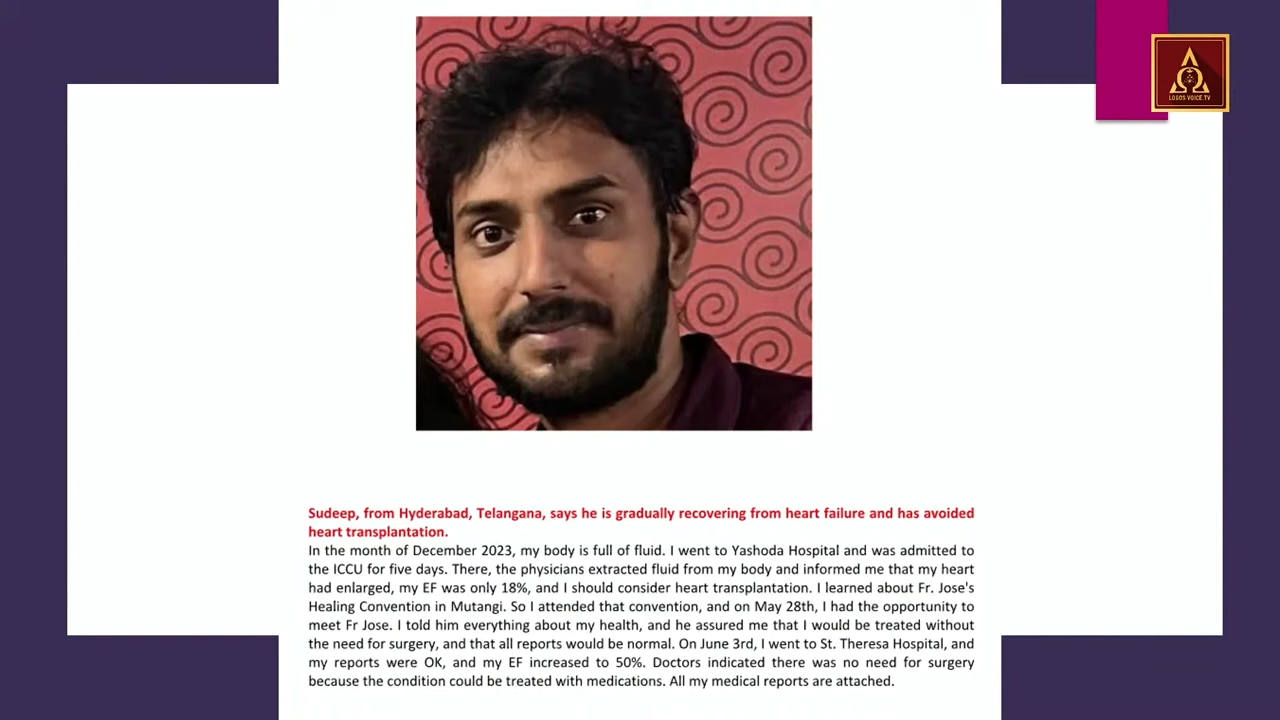 LOGOS VOICE.TV
Sudeep, from Hyderabad, Telangana, says he is gradually recovering from heart failure and has avoided
heart transplantation.
In the month of December 2023, my body is full of fluid. I went to Yashoda Hospital and was admitted to
the ICCU for five days. There, the physicians extracted fluid from my body and informed me that my heart
had enlarged, my EF was only 18%, and I should consider heart transplantation. I learned about Fr. Jose's
Healing Convention in Mutangi. So I attended that convention, and on May 28th, I had the opportunity to
meet Fr Jose. I told him everything about my health, and he assured me that I would be treated without
the need for surgery, and that all reports would be normal. On June 3rd, I went to St. Theresa Hospital, and
my reports were OK, and my EF increased to 50%. Doctors indicated there was no need for surgery
because the condition could be treated with medications. All my medical reports are attached.